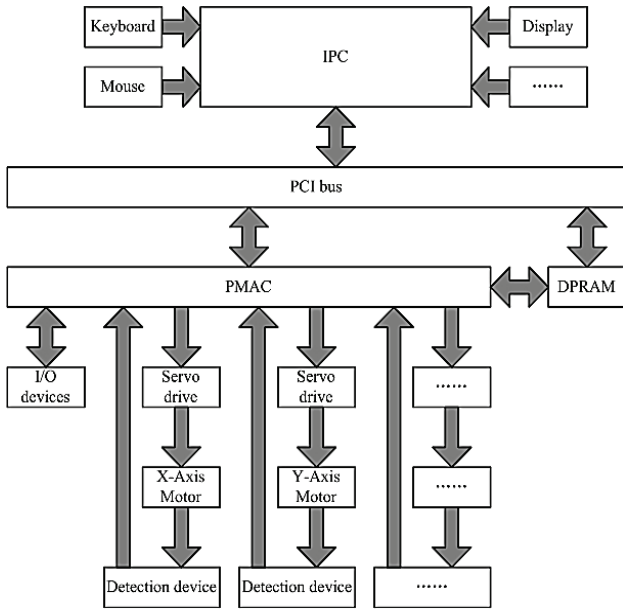 Keyboard
IPC
Display
Mouse
......
PCI bus
PMAC
DPRAM
I/O
devices
Servo
drive
Servo
drive
......
X-Axis
Motor
Y-Axis
Motor
......
Detection device
Detection device
......